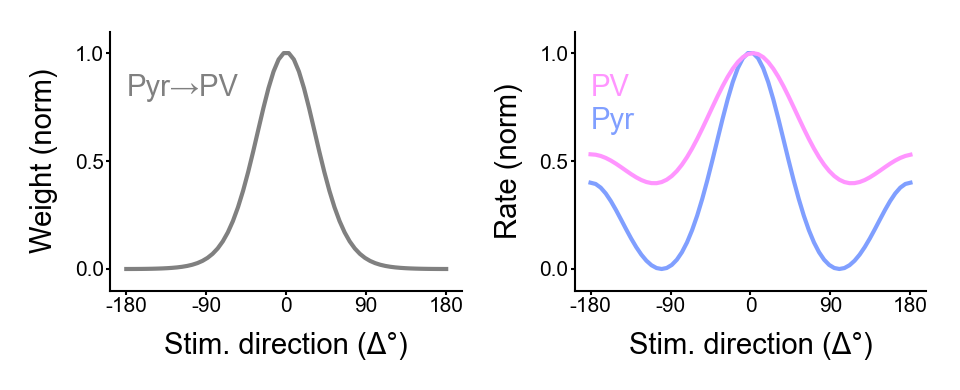 Weight (norm)
1.0
0.5
0.0
Pyr→PV
-180 -90 0 90 180
Stim. direction (Δ°)
Rate (norm)
1.0
0.5
0.0
PV
Pyr
-180 -90 0 90 180
Stim. direction (Δ°)